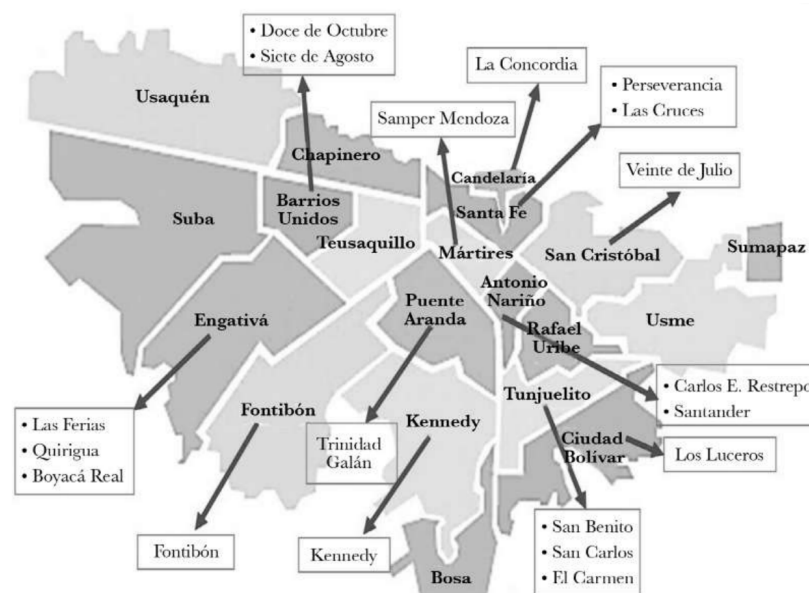 • Doce de Octubre
• Siete de Agosto
La Concordia
• Perseverancia
• Las Cruces
Usaquén
Samper Mendoza
Chapinero
Candelaría
Veinte de Julio
Suba
Barrios
Unidos
Santa Fe
Teusaquillo
Mártires
San Cristóbal
Sumapaz
Antonio
Nariño
Puente
Aranda
Engativá
Rafael
Uribe
Usme
• Carlos E. Restrepo
• Santander
Tunjuelito
Fontibón
Kennedy
• Las Ferias
• Quirigua
• Boyacá Real
Trinidad
Galán
Ciudad
Bolívar
Los Luceros
• San Benito
• San Carlos
• El Carmen
Fontibón
Kennedy
Bosa